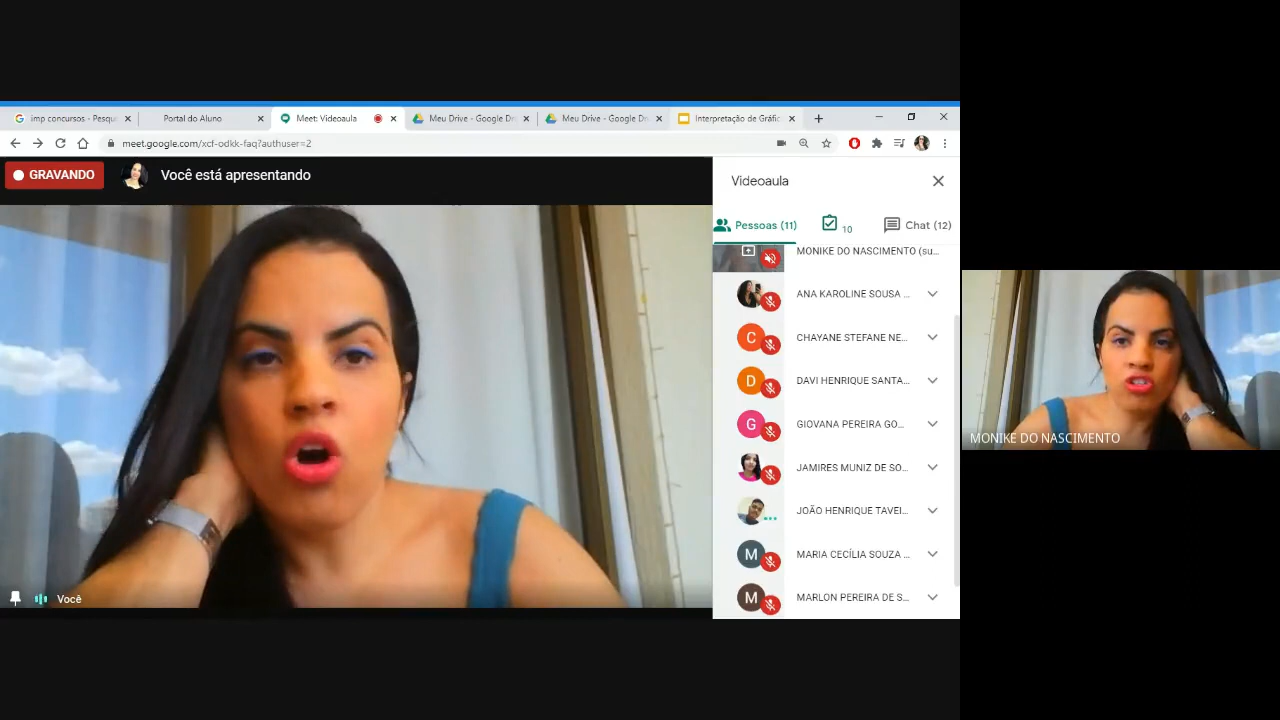 imp concursos - Pesqu
Portal do Aluno
Meet: Videoaula
Meu Drive - Google Dr
Meu Drive - Google Dr
Interpretação de Gráfic
meet.google.com/xcf-odkk-faq?authuser=2
GRAVANDO
Você está apresentando
Videoaula
Pessoas (11)
10
Chat (12)
MONIKE DO NASCIMENTO (su...
ANA KAROLINE SOUSA ...
C
CHAYANE STEFANE NE...
D
DAVI HENRIQUE SANTA...
G
GIOVANA PEREIRA GO...
JAMIRES MUNIZ DE SO...
JOÃO HENRIQUE TAVEI...
M
MARIA CECÍLIA SOUZA ...
M
MARLON PEREIRA DE S...
Você
MONIKE DO NASCIMENTO